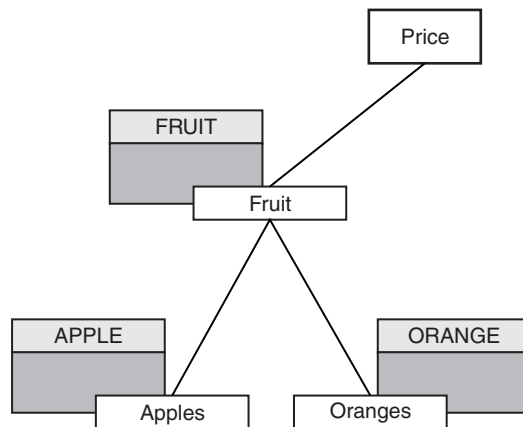 Price
FRUIT
Fruit
APPLE
ORANGE
Apples
Oranges